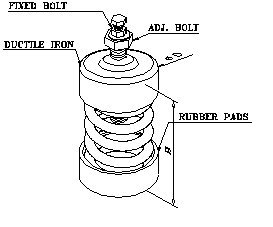 FIXED BOLT
ADJ. BOLT
DUCTILE IRON
RUBBER PADS